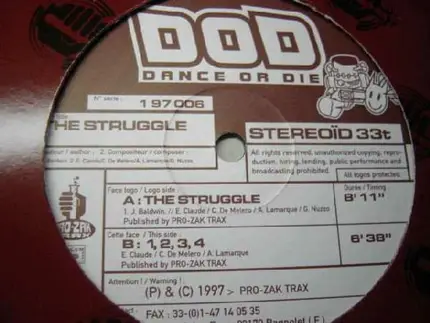 DOD
DANCE OR DIE
N° série :
1 97 006
THE STRUGGLE
STEREOÏD 33t
All rights reserved, unauthorized copying, reproduction, hiring, lending, public performance and broadcasting prohibited.
All logos protected.
Face logo / Logo side :
Durée / Timing
A : THE STRUGGLE
8' 11"
1. J. Baldwin.
E. Claude / C. De Melero / A. Lamarque / G. Nuzes
Published by PRO-ZAK TRAX
Cette face / This side :
B : 1, 2, 3, 4
6' 38"
E. Claude / C. De Melero / A. Lamarque
Published by PRO-ZAK TRAX
Attention / Warning
(P) & (C) 1997 > PRO-ZAK TRAX
FAX : 33-(0)1-47 14 05 35
Bagnolet (F)